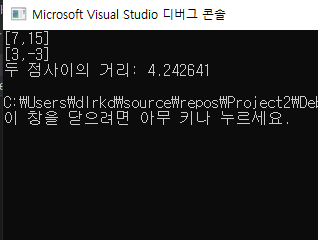 Microsoft Visual Studio 디버그 콘솔
[7,15]
[3,-3]
두 점사이의 거리: 4.242641
C:₩Users₩dlrkd₩source₩repos₩Project2₩De
이 창을 닫으려면 아무 키나 누르세요.